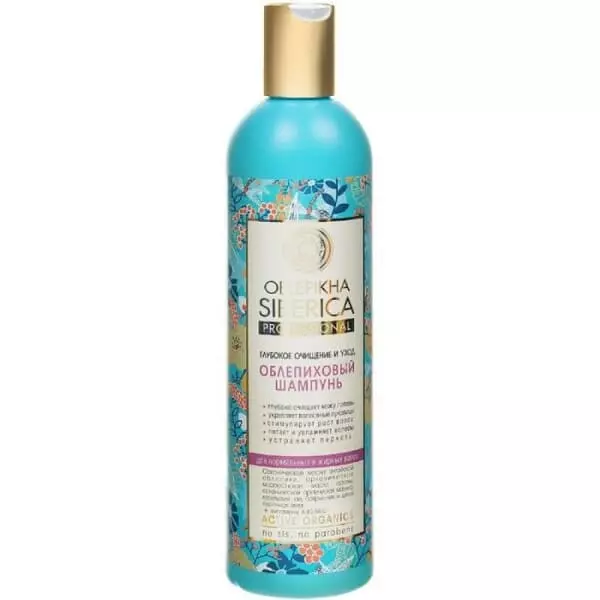 OBLEPIKHA
SIBERICA
PROFESSIONAL
ГЛУБОКОЕ ОЧИЩЕНИЕ И УХОД
ОБЛЕПИХОВЫЙ
ШАМПУНЬ
• глубоко очищает кожу головы
• укрепляет волосяные луковицы
• стимулирует рост волос
• питает и увлажняет волосы
• устраняет перхоть
для нормальных и жирных волос
ACTIVE ORGANICS
no sls, no parabens